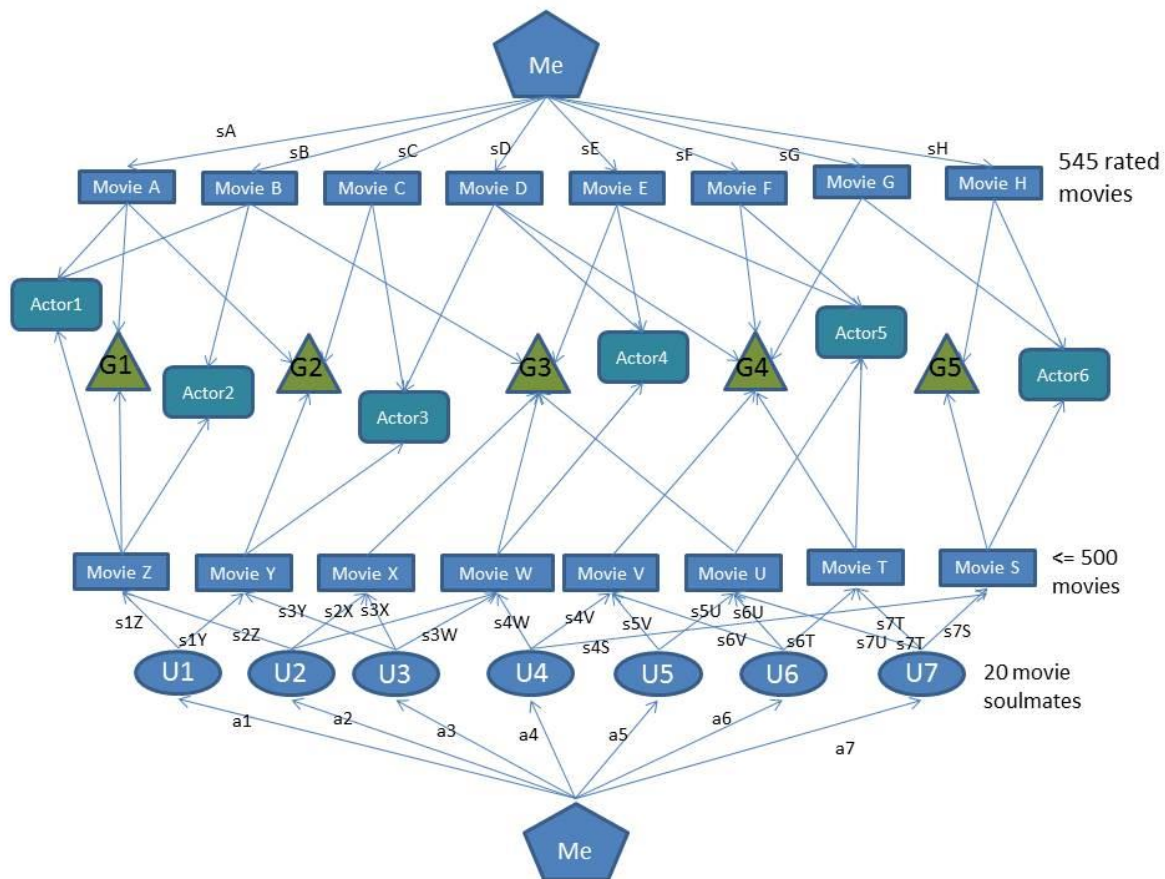 Me
sA
sB
sC
sD
sE
sF
sG
sH
545 rated
movies
Movie A
Movie B
Movie C
Movie D
Movie E
Movie F
Movie G
Movie H
Actor1
G1
Actor2
G2
Actor3
G3
Actor4
G4
Actor5
G5
Actor6
Movie Z
Movie Y
Movie X
Movie W
Movie V
Movie U
Movie T
Movie S
<= 500
movies
s1Z
s1Y
s2Z
s3Y
s2X
s3X
s3W
s4W
s4V
s4S
s5V
s5U
s6U
s6V
s6T
s7T
s7U
s7T
s7S
U1
U2
U3
U4
U5
U6
U7
20 movie
soulmates
a1
a2
a3
a4
a5
a6
a7
Me